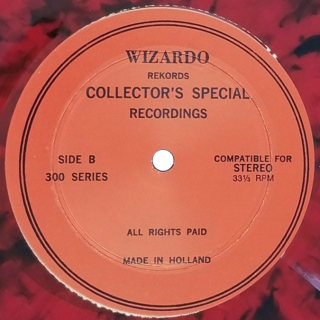 WIZARDO
REKORDS
COLLECTOR'S SPECIAL
RECORDINGS
SIDE B
300 SERIES
COMPATIBLE FOR
STEREO
33⅓ RPM
ALL RIGHTS PAID
MADE IN HOLLAND